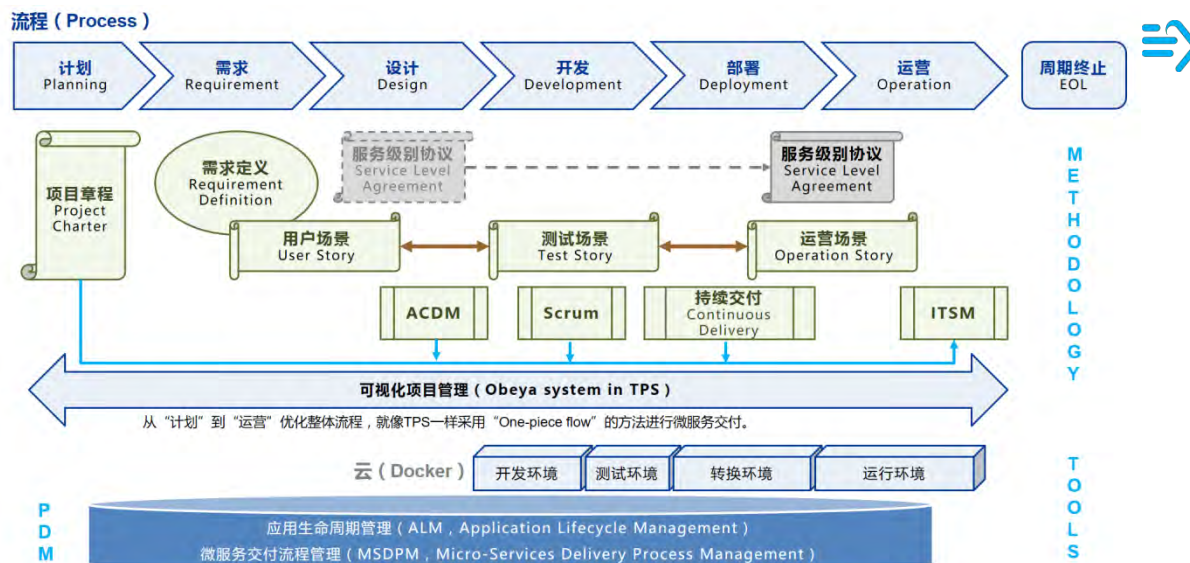 流程（Process）
计划
Planning
需求
Requirement
设计
Design
开发
Development
部署
Deployment
运营
Operation
周期终止
EOL
项目章程
Project
Charter
需求定义
Requirement
Definition
服务级别协议
Service Level
Agreement
服务级别协议
Service Level
Agreement
用户场景
User Story
测试场景
Test Story
运营场景
Operation Story
ACDM
Scrum
持续交付
Continuous
Delivery
ITSM
METHODOLOGY
可视化项目管理（Obeya system in TPS）
从“计划”到“运营”优化整体流程，就像TPS一样采用“One-piece flow”的方法进行微服务交付。
云（Docker）
开发环境
测试环境
转换环境
运行环境
TOOLS
PDM
应用生命周期管理（ALM，Application Lifecycle Management）
微服务交付流程管理（MSDPM，Micro-Services Delivery Process Management）